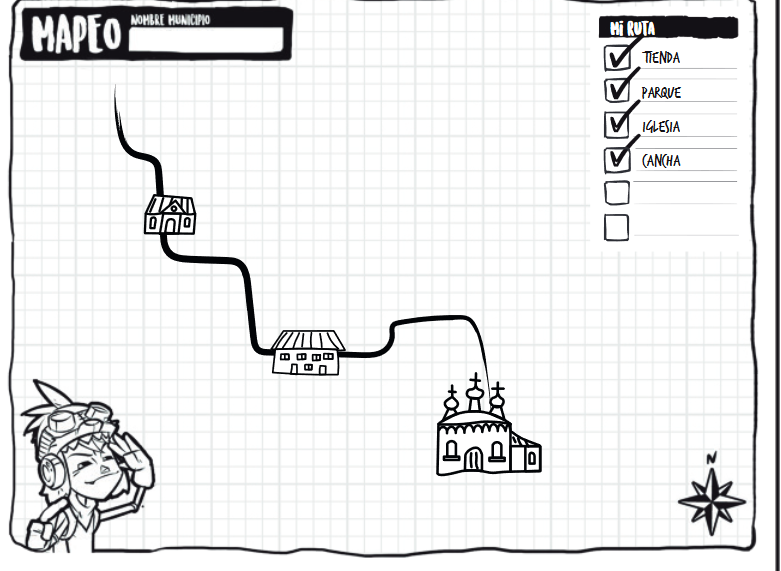 MAPEO
NOMBRE MUNICIPIO
Mi RUTA
TIENDA
PARQUE
IGLESIA
CANCHA
N